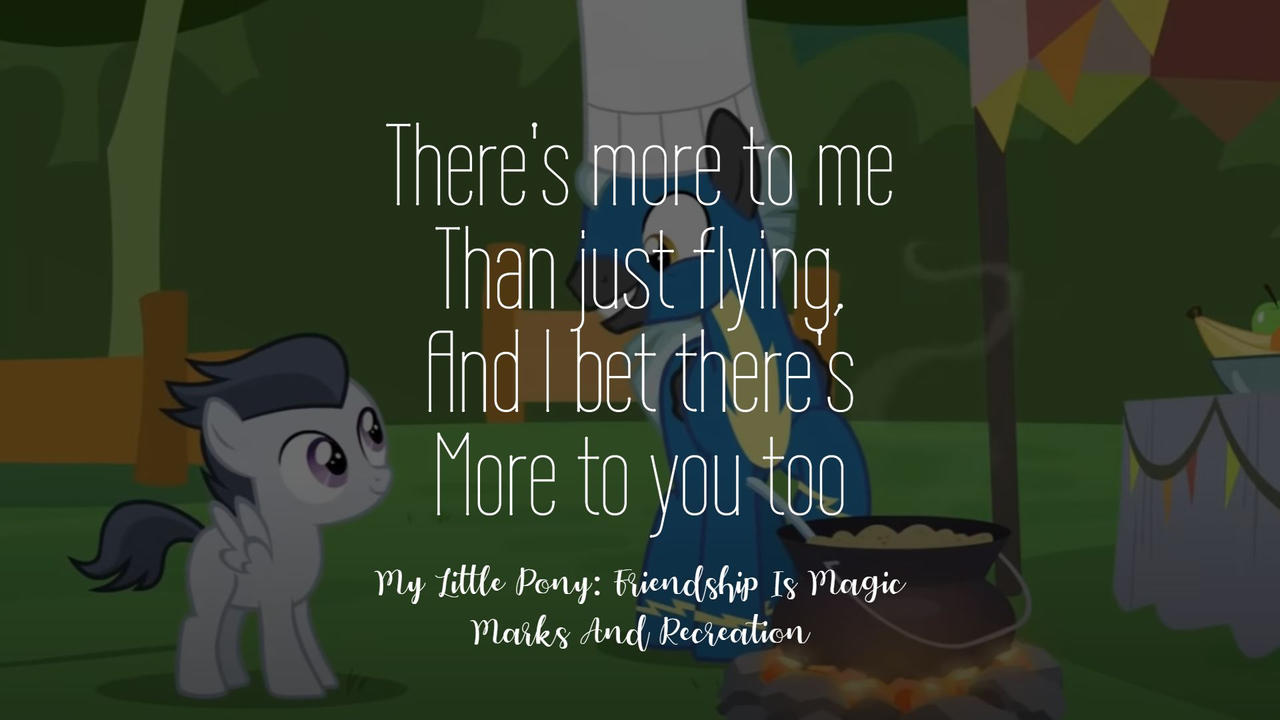 There's more to me
Than just flying,
And I bet there's
More to you too
My Little Pony: Friendship Is Magic
Marks And Recreation